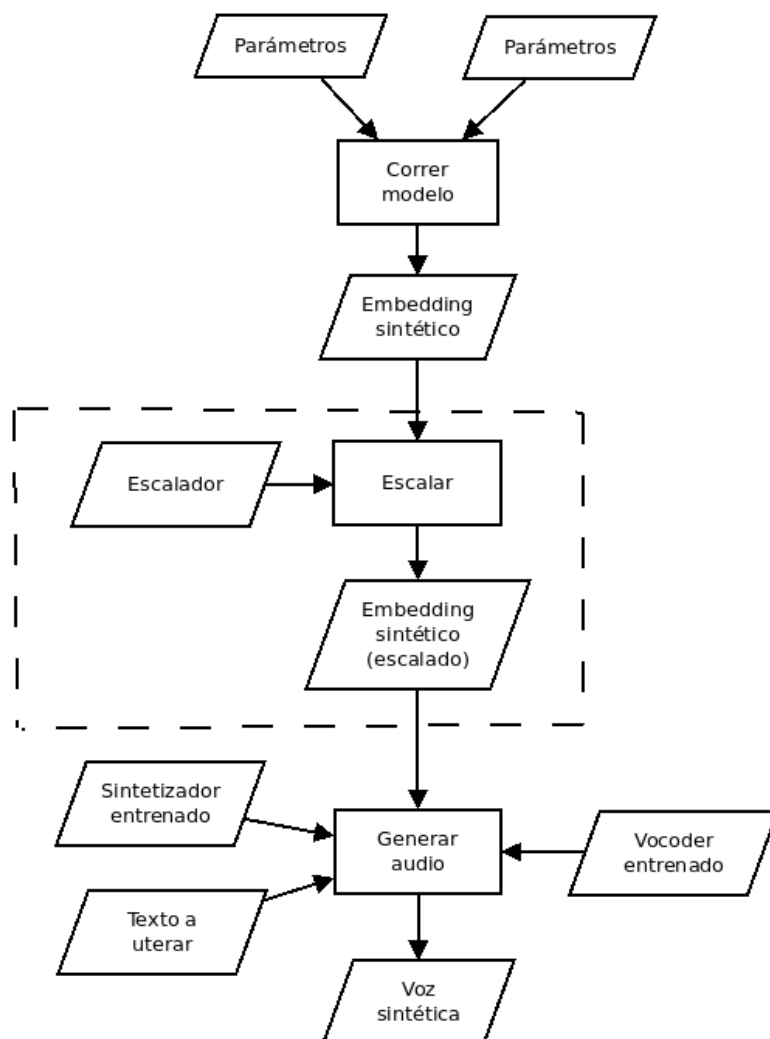 Parámetros
Parámetros
Correr
modelo
Embedding
sintético
Escalador
Escalar
Embedding
sintético
(escalado)
Sintetizador
entrenado
Generar
audio
Vocoder
entrenado
Texto a
uterar
Voz
sintética